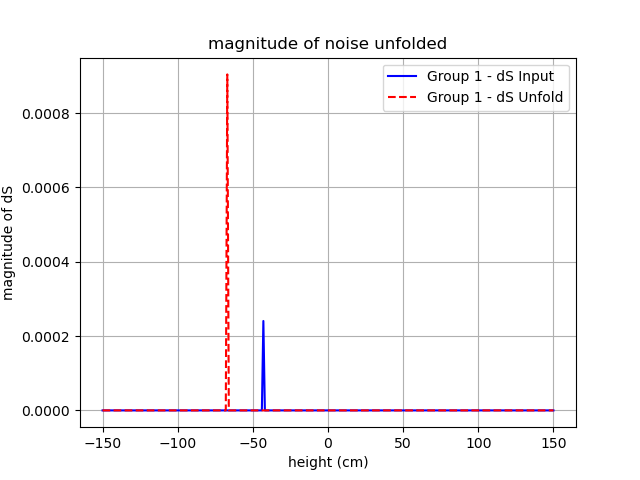 magnitude of noise unfolded
Group 1 - dS Input
Group 1 - dS Unfold
magnitude of dS
0.0008
0.0006
0.0004
0.0002
0.0000
−150
−100
−50
0
50
100
150
height (cm)